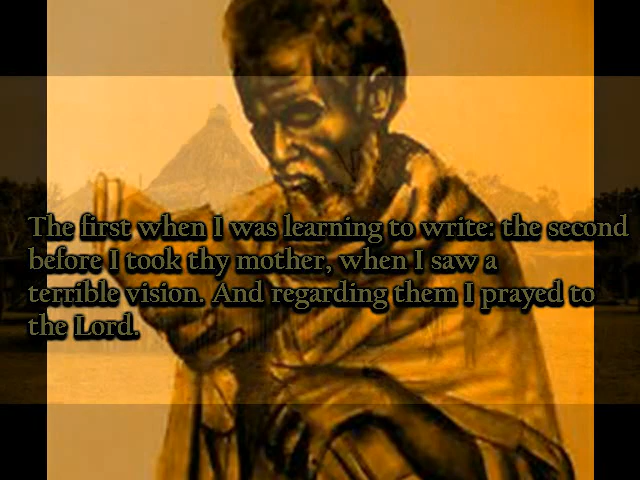 The first when I was learning to write: the second
before I took thy mother, when I saw a
terrible vision. And regarding them I prayed to
the Lord.